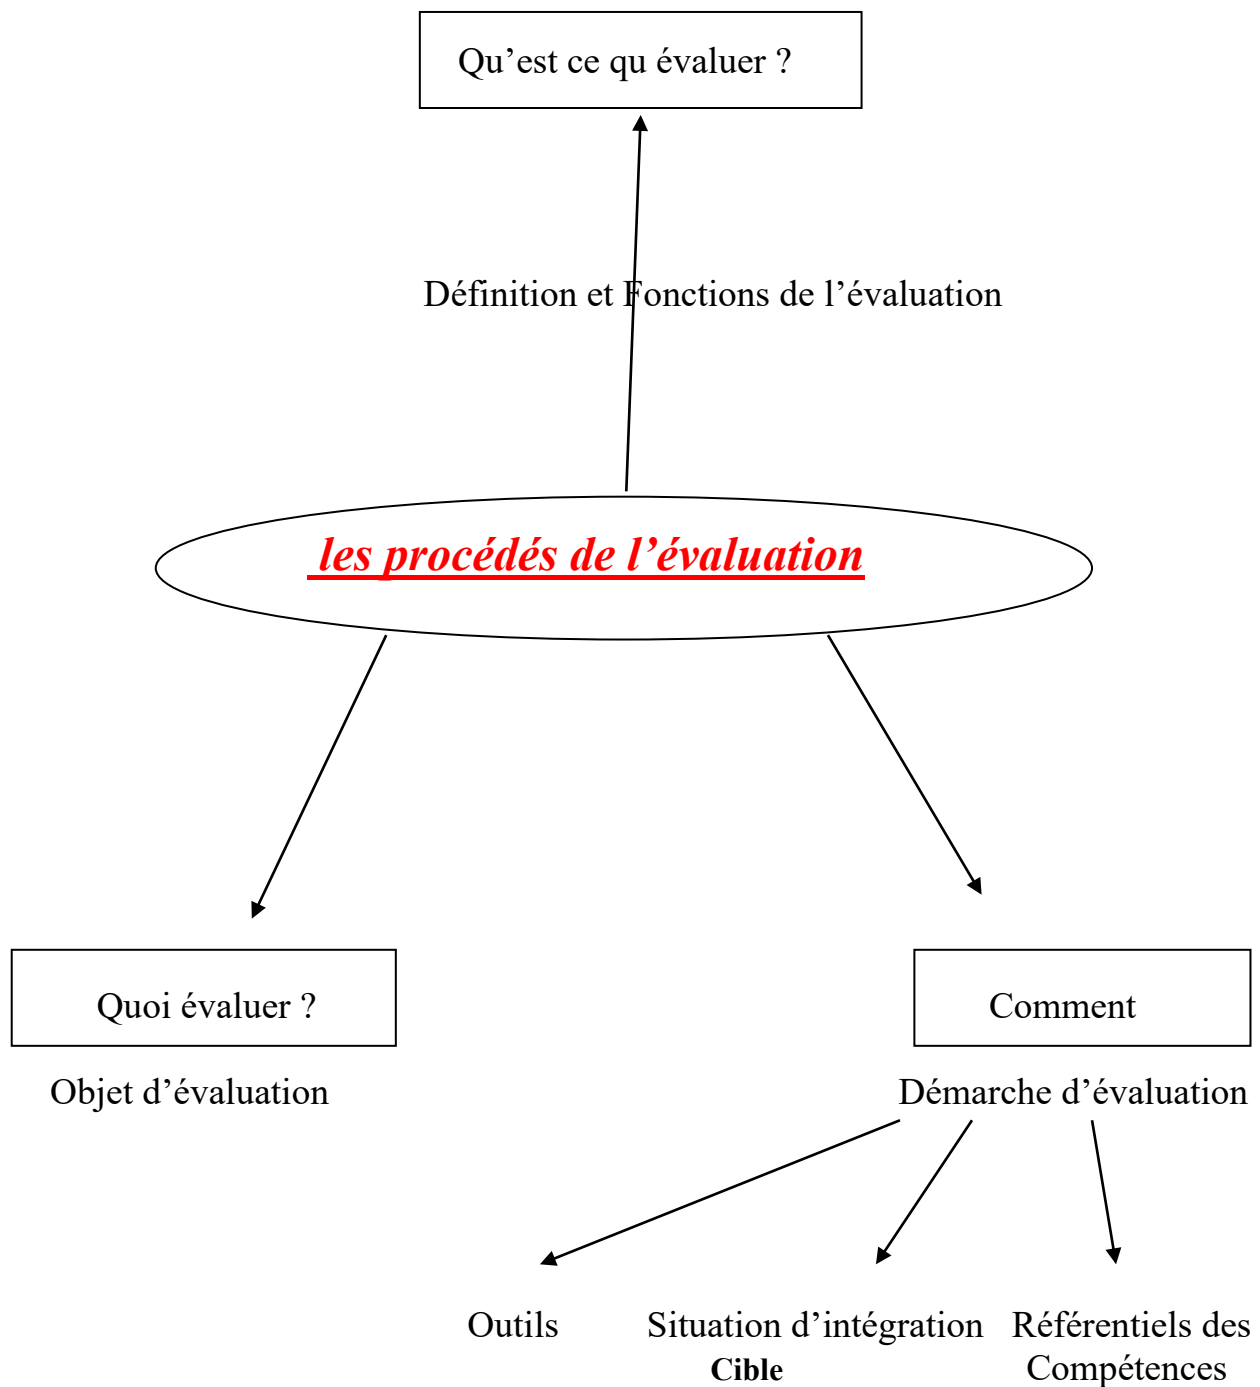 Qu’est ce qu évaluer ?
Définition et Fonctions de l’évaluation
les procédés de l’évaluation
Quoi évaluer ?
Comment
Objet d’évaluation
Démarche d’évaluation
Outils
Situation d’intégration
Cible
Référentiels des
Compétences